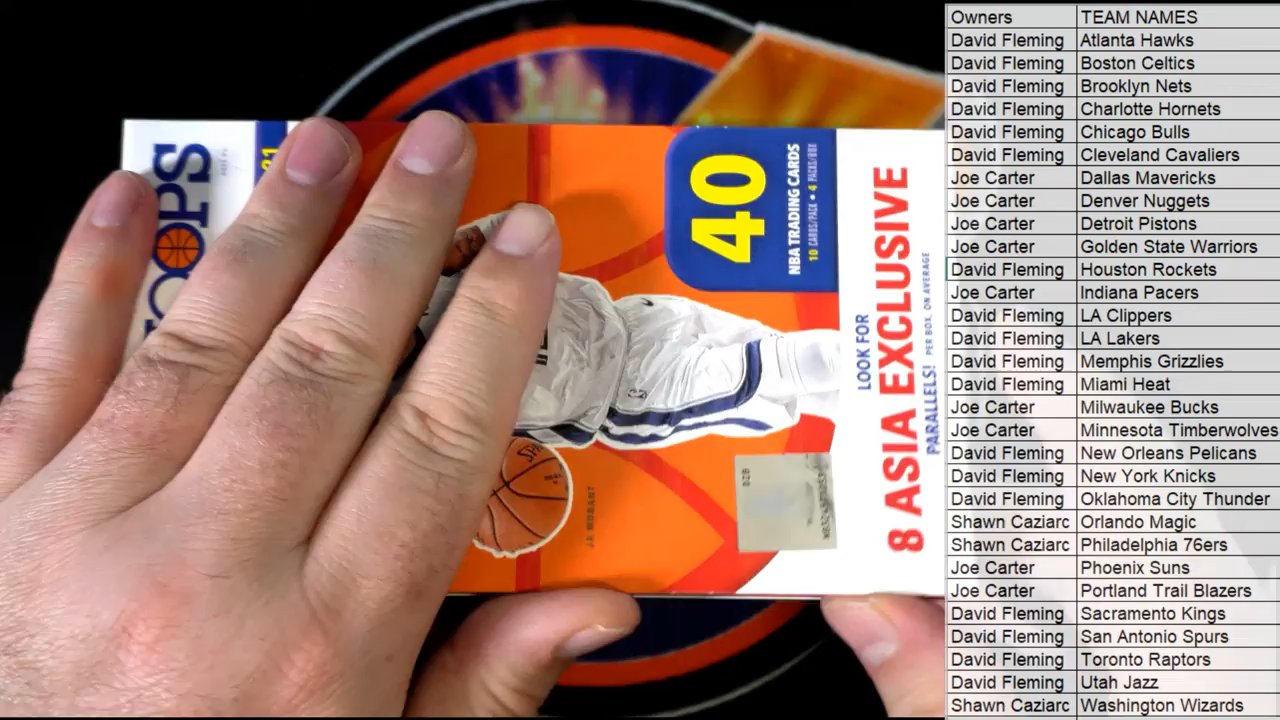 OOPS
21
40
NBA TRADING CARDS
10 CARDS/PACK • 4 PACKS/BOX
LOOK FOR
8 ASIA EXCLUSIVE
PARALLELS! PER BOX, ON AVERAGE
JA MORANT
Owners TEAM NAMES
David Fleming Atlanta Hawks
David Fleming Boston Celtics
David Fleming Brooklyn Nets
David Fleming Charlotte Hornets
David Fleming Chicago Bulls
David Fleming Cleveland Cavaliers
Joe Carter Dallas Mavericks
Joe Carter Denver Nuggets
Joe Carter Detroit Pistons
Joe Carter Golden State Warriors
David Fleming Houston Rockets
Joe Carter Indiana Pacers
David Fleming LA Clippers
David Fleming LA Lakers
David Fleming Memphis Grizzlies
David Fleming Miami Heat
Joe Carter Milwaukee Bucks
Joe Carter Minnesota Timberwolves
David Fleming New Orleans Pelicans
David Fleming New York Knicks
David Fleming Oklahoma City Thunder
Shawn Caziarc Orlando Magic
Shawn Caziarc Philadelphia 76ers
Joe Carter Phoenix Suns
Joe Carter Portland Trail Blazers
David Fleming Sacramento Kings
David Fleming San Antonio Spurs
David Fleming Toronto Raptors
David Fleming Utah Jazz
Shawn Caziarc Washington Wizards